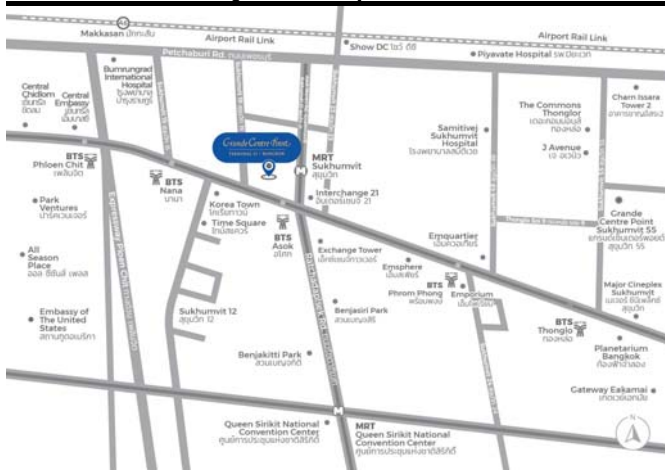 Makkasan มักกะสัน
Airport Rail Link
Airport Rail Link
Petchaburi Rd. ถนนเพชรบุรี
Show DC โชว์ ดีซี
Piyavate Hospital รพ.ปิยะเวท
Bumrungrad
International
Hospital
โรงพยาบาล
บำรุงราษฎร์
Central
Chidlom
เซ็นทรัล
ชิดลม
Central
Embassy
เซ็นทรัล
เอ็มบาสซี
Charn Issara
Tower 2
อาคารชาญอิสระ2
The Commons
Thonglor
เดอะคอมมอนส์
ทองหล่อ
J Avenue
เจ อเวนิว
Samitivej
Sukhumvit
Hospital
โรงพยาบาลสมิติเวช
Grande Centre Point
TERMINAL 21 - BANGKOK
MRT
Sukhumvit
สุขุมวิท
BTS
Phloen Chit
เพลินจิต
BTS
Nana
นานา
Interchange 21
อินเตอร์เชนจ์ 21
Korea Town
โคเรียทาวน์
Time Square
ไทม์สแควร์
Park
Ventures
ปาร์คเวนเจอร์
BTS
Asok
อโศก
Grande
Centre Point
Sukhumvit 55
แกรนด์เซ็นเตอร์พอยต์
สุขุมวิท 55
Emquartier
เอ็มควอเทียร์
Exchange Tower
เอ็กซ์เชนจ์ทาวเวอร์
All
Season
Place
ออล ซีซั่นส์ เพลส
Emsphere
เอ็มสเฟียร์
BTS
Phrom Phong
พร้อมพงษ์
Emporium
เอ็มโพเรียม
Major Cineplex
Sukhumvit
เมเจอร์ ซีนีเพล็กซ์
สุขุมวิท
Sukhumvit 12
สุขุมวิท 12
Benjasiri Park
สวนเบญจสิริ
Embassy of
The United
States
สถานทูตอเมริกา
BTS
Thonglo
ทองหล่อ
Planetarium
Bangkok
ท้องฟ้าจำลอง
Benjakitti Park
สวนเบญจกิติ
Gateway Eakamai
เกตเวย์เอกมัย
Queen Sirikit National
Convention Center
ศูนย์การประชุมแห่งชาติสิริกิติ์
MRT
Queen Sirikit National
Convention Center
ศูนย์การประชุมแห่งชาติสิริกิติ์
N